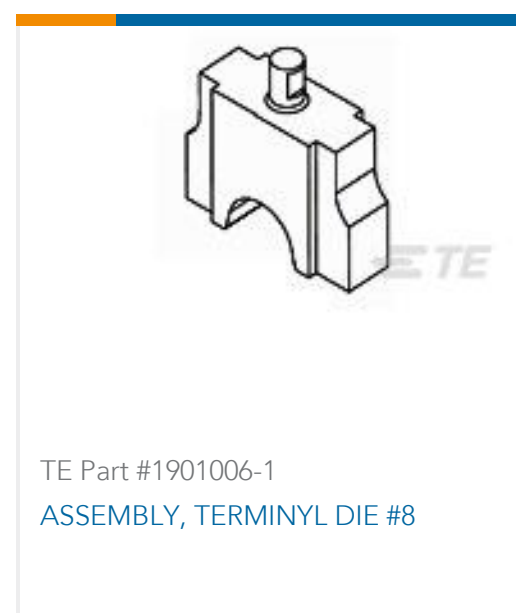 TE
TE Part #1901006-1
ASSEMBLY, TERMINYL DIE #8